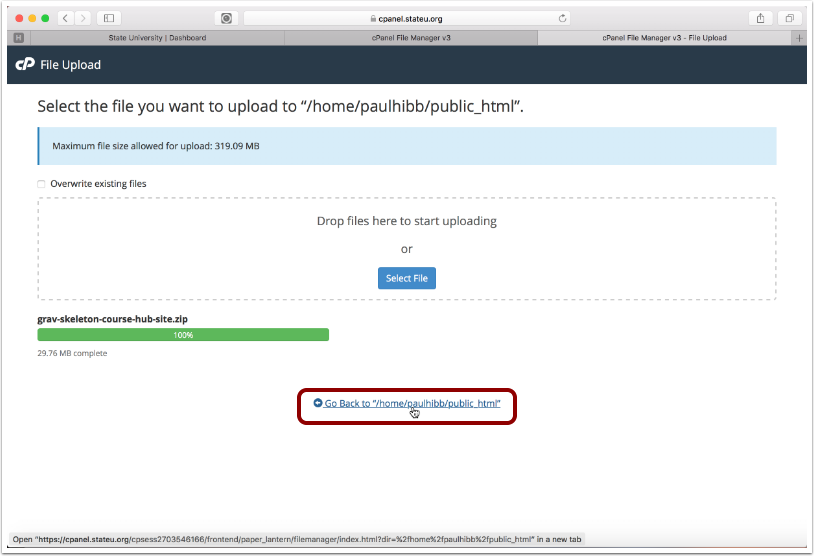 cpanel.stateu.org
H
State University | Dashboard
cPanel File Manager v3
cPanel File Manager v3 - File Upload
+
cP File Upload
Select the file you want to upload to “/home/paulhibb/public_html”.
Maximum file size allowed for upload: 319.09 MB
Overwrite existing files
Drop files here to start uploading
or
Select File
grav-skeleton-course-hub-site.zip
100%
29.76 MB complete
Go Back to “/home/paulhibb/public_html”
Open "https://cpanel.stateu.org/cpsess2703546166/frontend/paper_lantern/filemanager/index.html?dir=%2fhome%2fpaulhibb%2fpublic_html" in a new tab